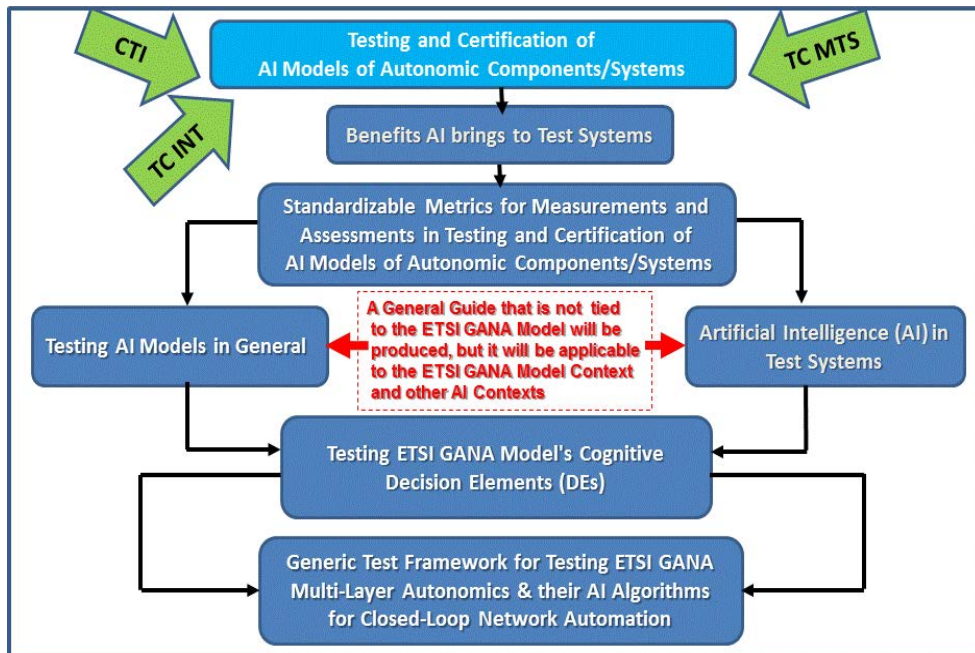 CTI
TC INT
TC MTS
Testing and Certification of
AI Models of Autonomic Components/Systems
Benefits AI brings to Test Systems
Standardizable Metrics for Measurements and
Assessments in Testing and Certification of
AI Models of Autonomic Components/Systems
Testing AI Models in General
A General Guide that is not tied
to the ETSI GANA Model will be
produced, but it will be applicable
to the ETSI GANA Model Context
and other AI Contexts
Artificial Intelligence (AI) in
Test Systems
Testing ETSI GANA Model's Cognitive
Decision Elements (DEs)
Generic Test Framework for Testing ETSI GANA
Multi-Layer Autonomics & their AI Algorithms
for Closed-Loop Network Automation